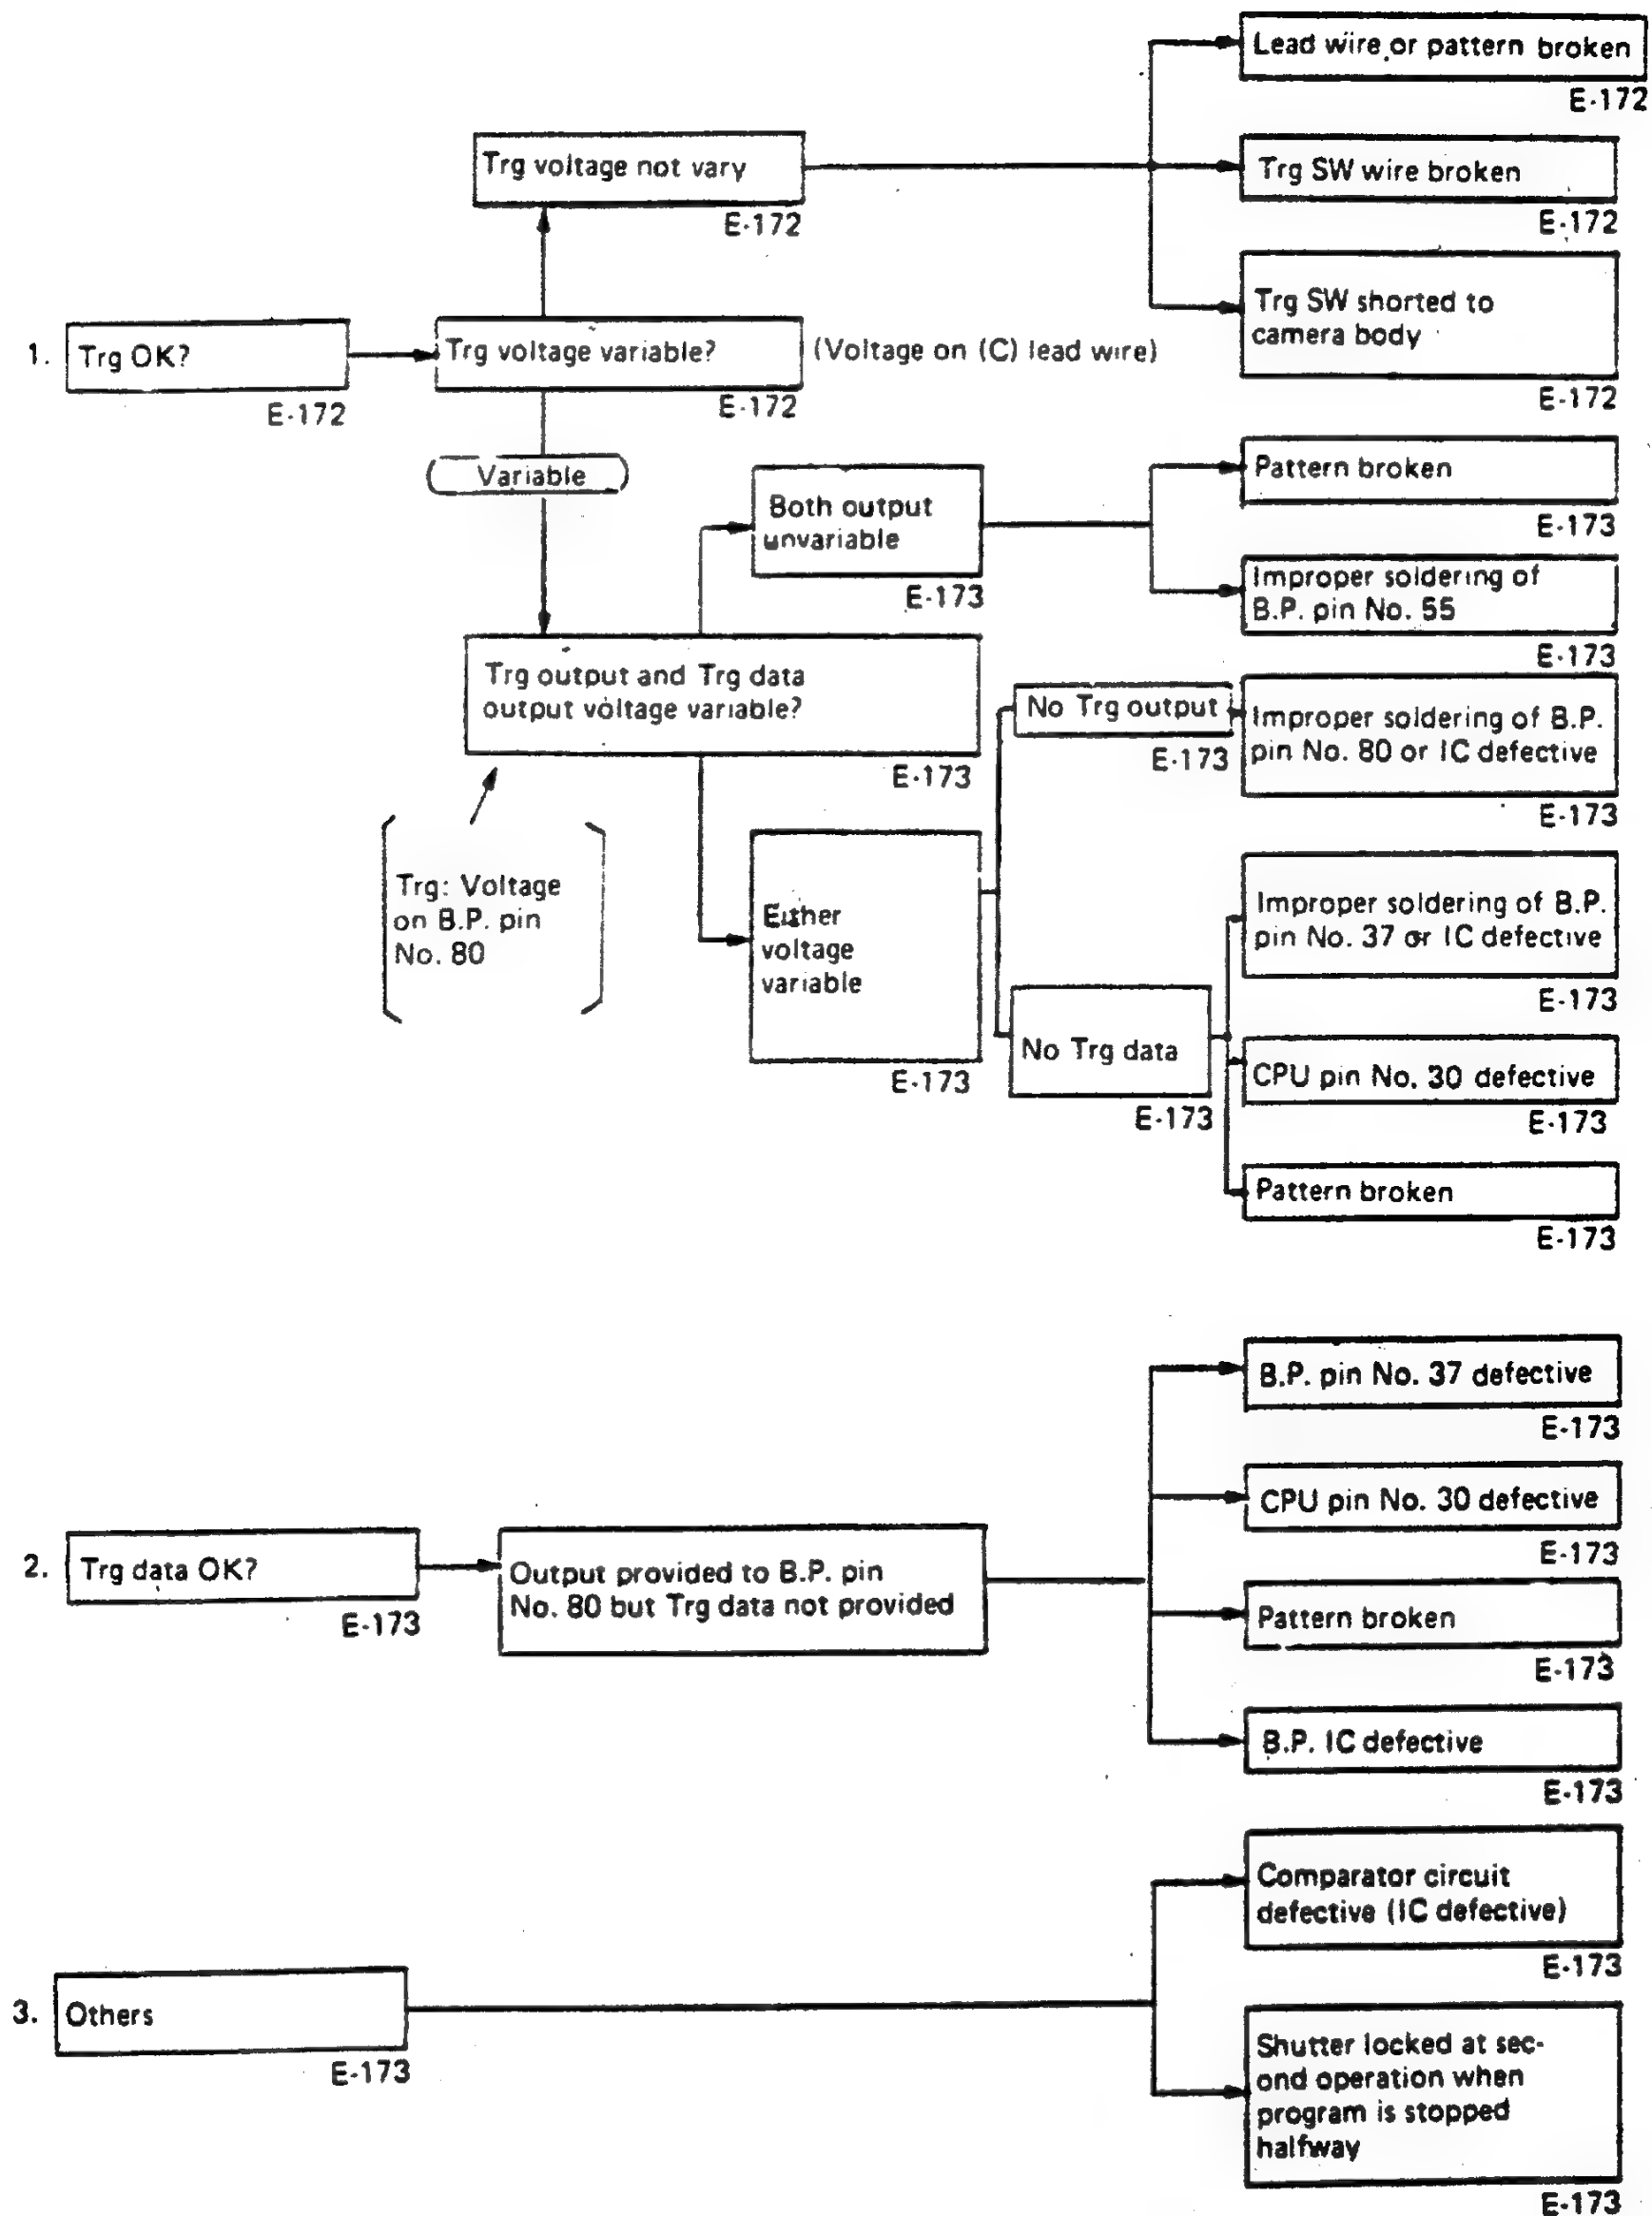 Lead wire or pattern broken
E-172
Trg voltage not vary
E-172
Trg SW wire broken
E-172
Trg SW shorted to
camera body
E-172
1. Trg OK?
E-172
Trg voltage variable?
E-172
(Voltage on (C) lead wire)
Variable
Both output
unvariable
E-173
Pattern broken
E-173
Improper soldering of
B.P. pin No. 55
E-173
Trg output and Trg data
output voltage variable?
E-173
Trg: Voltage
on B.P. pin
No. 80
Either
voltage
variable
E-173
No Trg output
E-173
Improper soldering of B.P.
pin No. 80 or IC defective
E-173
No Trg data
E-173
Improper soldering of B.P.
pin No. 37 or IC defective
E-173
CPU pin No. 30 defective
E-173
Pattern broken
E-173
2. Trg data OK?
E-173
Output provided to B.P. pin
No. 80 but Trg data not provided
B.P. pin No. 37 defective
E-173
CPU pin No. 30 defective
E-173
Pattern broken
E-173
B.P. IC defective
E-173
3. Others
E-173
Comparator circuit
defective (IC defective)
E-173
Shutter locked at sec-
ond operation when
program is stopped
halfway
E-173